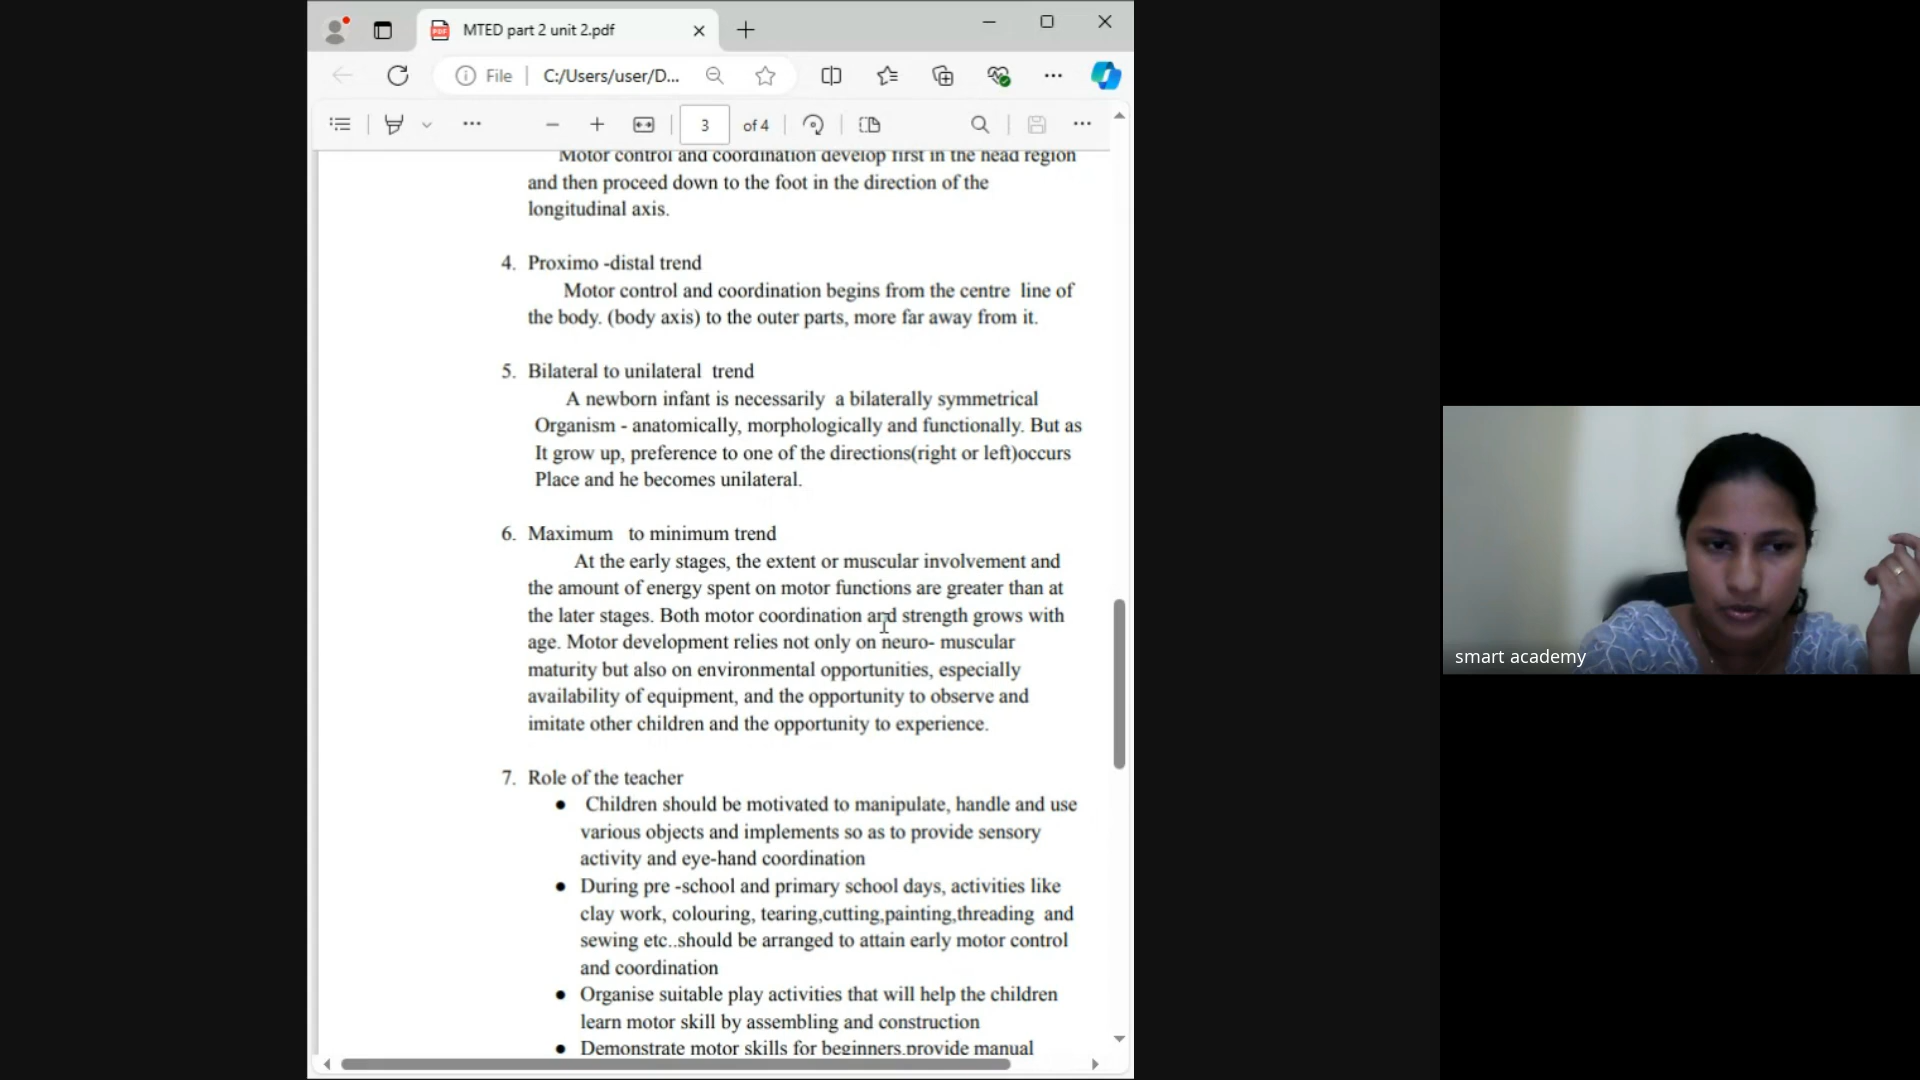 MTED part 2 unit 2.pdf
File
C:/Users/user/D...
3 of 4
Motor control and coordination develop first in the head region
and then proceed down to the foot in the direction of the
longitudinal axis.
4. Proximo -distal trend
Motor control and coordination begins from the centre line of
the body. (body axis) to the outer parts, more far away from it.
5. Bilateral to unilateral trend
A newborn infant is necessarily a bilaterally symmetrical
Organism - anatomically, morphologically and functionally. But as
It grow up, preference to one of the directions(right or left)occurs
Place and he becomes unilateral.
6. Maximum to minimum trend
At the early stages, the extent or muscular involvement and
the amount of energy spent on motor functions are greater than at
the later stages. Both motor coordination and strength grows with
age. Motor development relies not only on neuro- muscular
maturity but also on environmental opportunities, especially
availability of equipment, and the opportunity to observe and
imitate other children and the opportunity to experience.
7. Role of the teacher
● Children should be motivated to manipulate, handle and use
various objects and implements so as to provide sensory
activity and eye-hand coordination
● During pre -school and primary school days, activities like
clay work, colouring, tearing,cutting,painting,threading and
sewing etc..should be arranged to attain early motor control
and coordination
● Organise suitable play activities that will help the children
learn motor skill by assembling and construction
● Demonstrate motor skills for beginners.provide manual
smart academy